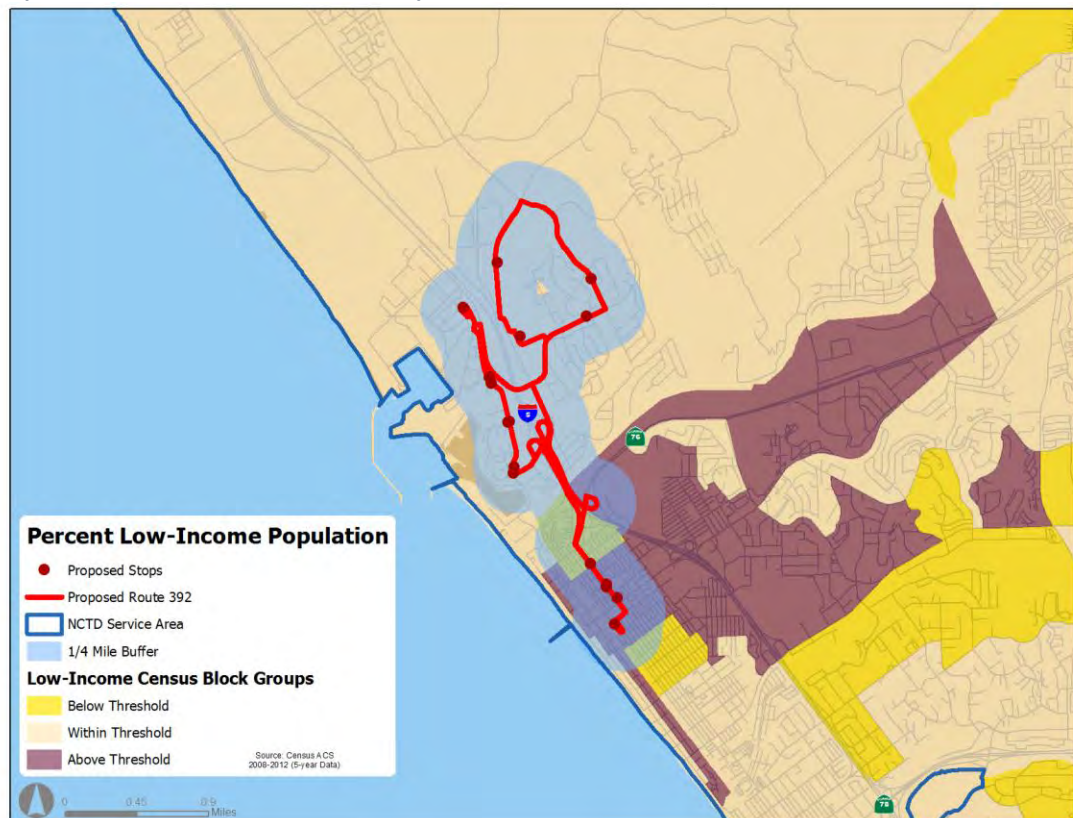 5
76
Percent Low-Income Population
Proposed Stops
Proposed Route 392
NCTD Service Area
1/4 Mile Buffer
Low-Income Census Block Groups
Below Threshold
Within Threshold
Above Threshold
Source: Census ACS
2008-2012 (5-year Data)
78
0 0.45 0.9
Miles